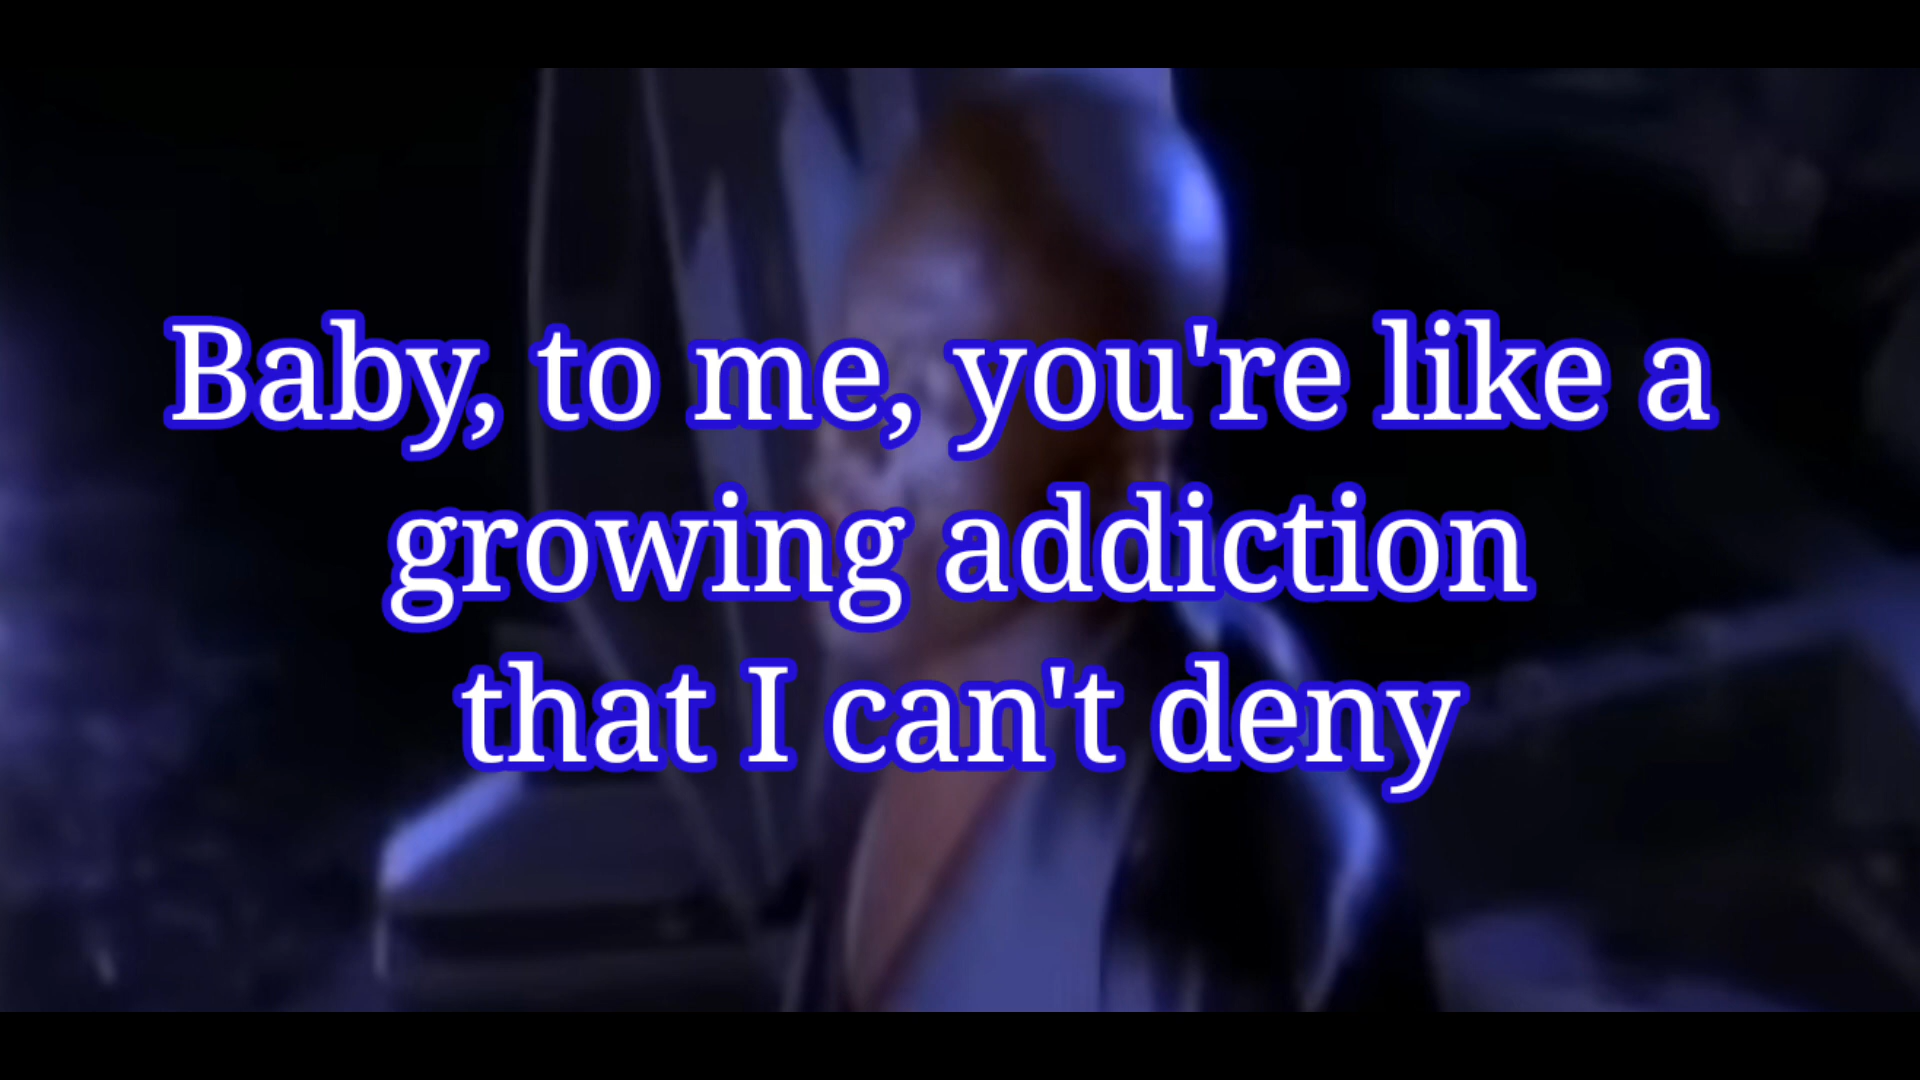 Baby, to me, you're like a
growing addiction
that I can't deny